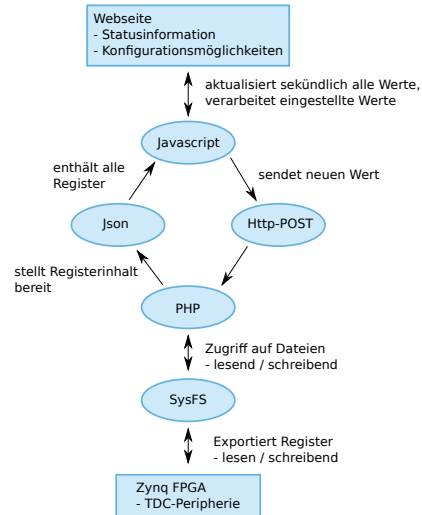 Webseite
- Statusinformation
- Konfigurationsmöglichkeiten
aktualisiert sekündlich alle Werte,
verarbeitet eingestellte Werte
Javascript
enthält alle
Register
sendet neuen Wert
Json
Http-POST
stellt Registerinhalt
bereit
PHP
Zugriff auf Dateien
- lesend / schreibend
SysFS
Exportiert Register
- lesen / schreibend
Zynq FPGA
- TDC-Peripherie